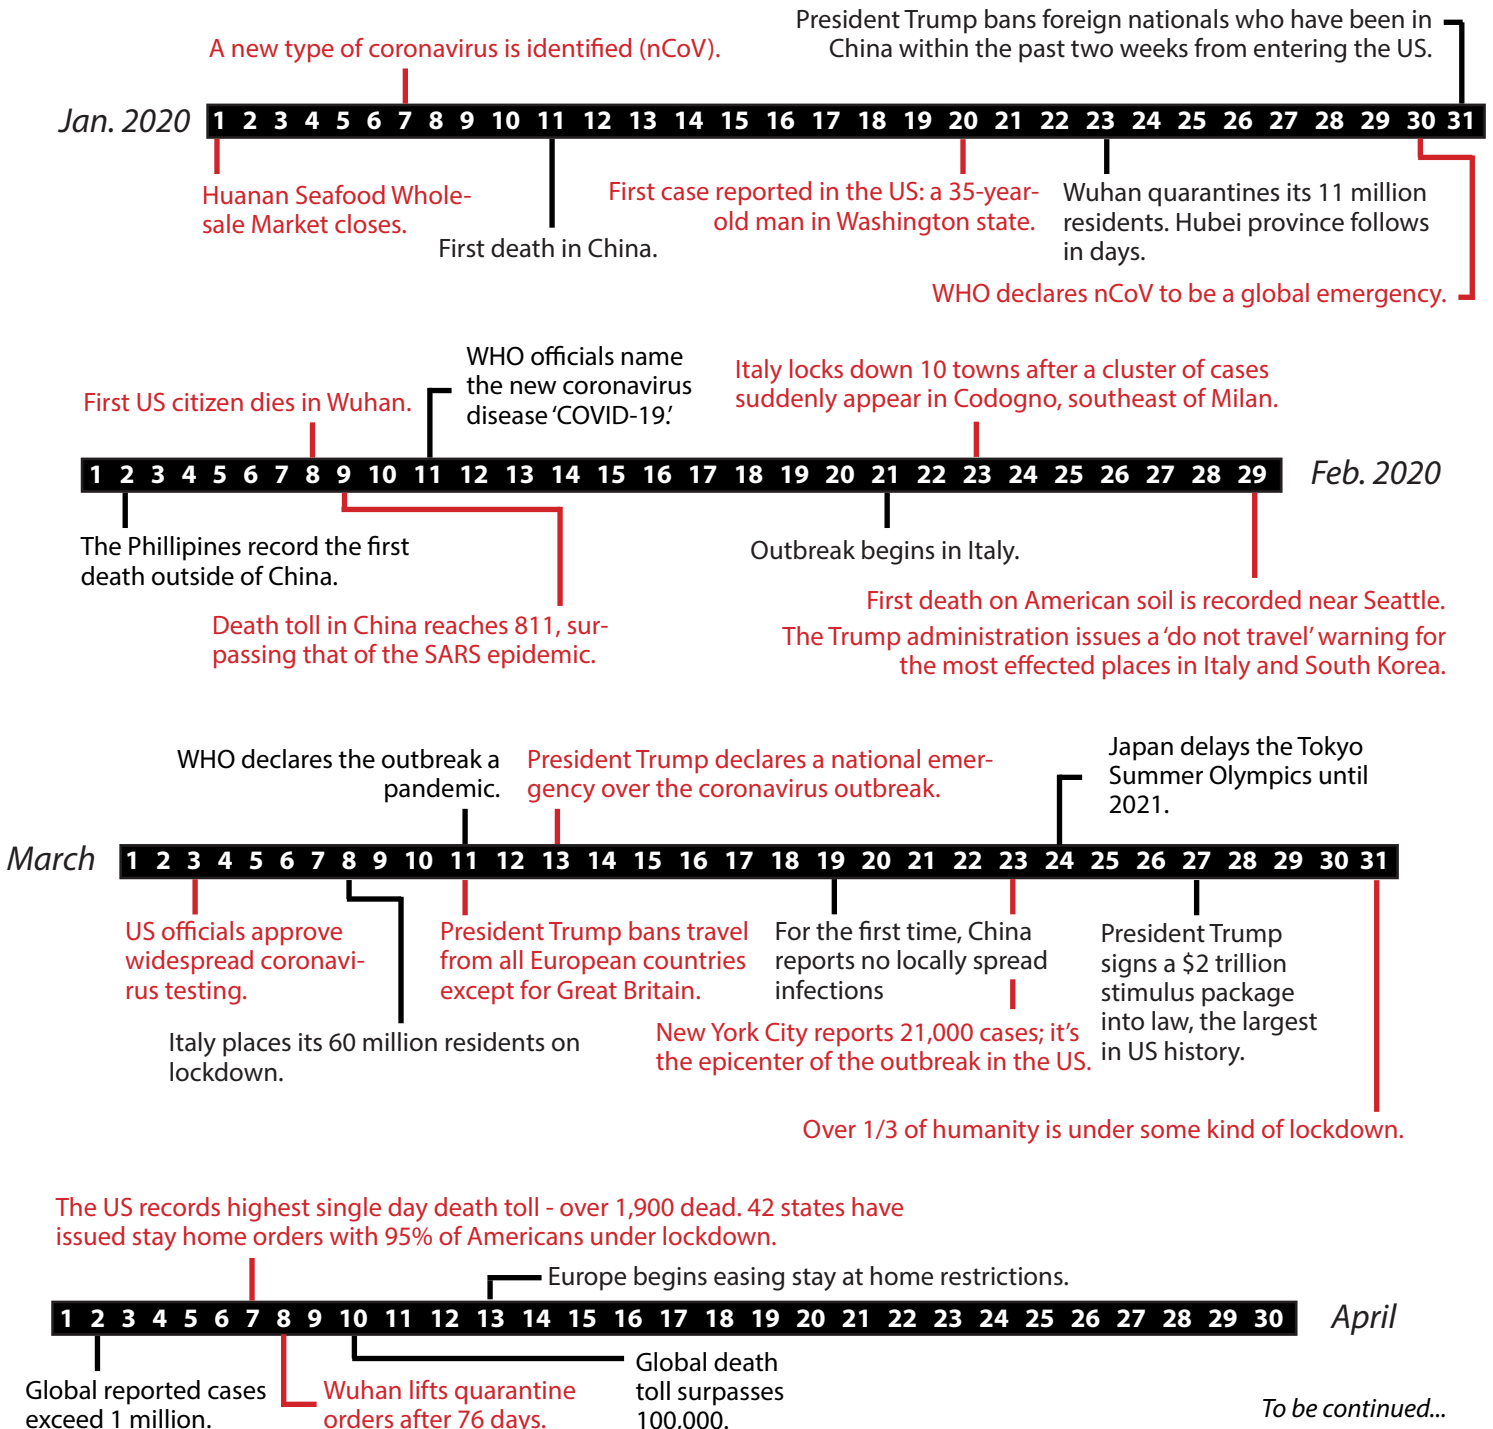 President Trump bans foreign nationals who have been in
China within the past two weeks from entering the US.
A new type of coronavirus is identified (nCoV).
Jan. 2020
1 2 3 4 5 6 7 8 9 10 11 12 13 14 15 16 17 18 19 20 21 22 23 24 25 26 27 28 29 30 31
Huanan Seafood Whole-
sale Market closes.
First death in China.
First case reported in the US: a 35-year-
old man in Washington state.
Wuhan quarantines its 11 million
residents. Hubei province follows
in days.
WHO declares nCoV to be a global emergency.
First US citizen dies in Wuhan.
WHO officials name
the new coronavirus
disease ‘COVID-19.’
Italy locks down 10 towns after a cluster of cases
suddenly appear in Codogno, southeast of Milan.
1 2 3 4 5 6 7 8 9 10 11 12 13 14 15 16 17 18 19 20 21 22 23 24 25 26 27 28 29
Feb. 2020
The Phillipines record the first
death outside of China.
Death toll in China reaches 811, sur-
passing that of the SARS epidemic.
Outbreak begins in Italy.
First death on American soil is recorded near Seattle.
The Trump administration issues a ‘do not travel’ warning for
the most effected places in Italy and South Korea.
WHO declares the outbreak a
pandemic.
President Trump declares a national emer-
gency over the coronavirus outbreak.
Japan delays the Tokyo
Summer Olympics until
2021.
March
1 2 3 4 5 6 7 8 9 10 11 12 13 14 15 16 17 18 19 20 21 22 23 24 25 26 27 28 29 30 31
US officials approve
widespread coronavi-
rus testing.
Italy places its 60 million residents on
lockdown.
President Trump bans travel
from all European countries
except for Great Britain.
For the first time, China
reports no locally spread
infections
New York City reports 21,000 cases; it’s
the epicenter of the outbreak in the US.
President Trump
signs a $2 trillion
stimulus package
into law, the largest
in US history.
Over 1/3 of humanity is under some kind of lockdown.
The US records highest single day death toll - over 1,900 dead. 42 states have
issued stay home orders with 95% of Americans under lockdown.
Europe begins easing stay at home restrictions.
1 2 3 4 5 6 7 8 9 10 11 12 13 14 15 16 17 18 19 20 21 22 23 24 25 26 27 28 29 30
April
Global reported cases
exceed 1 million.
Wuhan lifts quarantine
orders after 76 days.
Global death
toll surpasses
100,000.
To be continued...